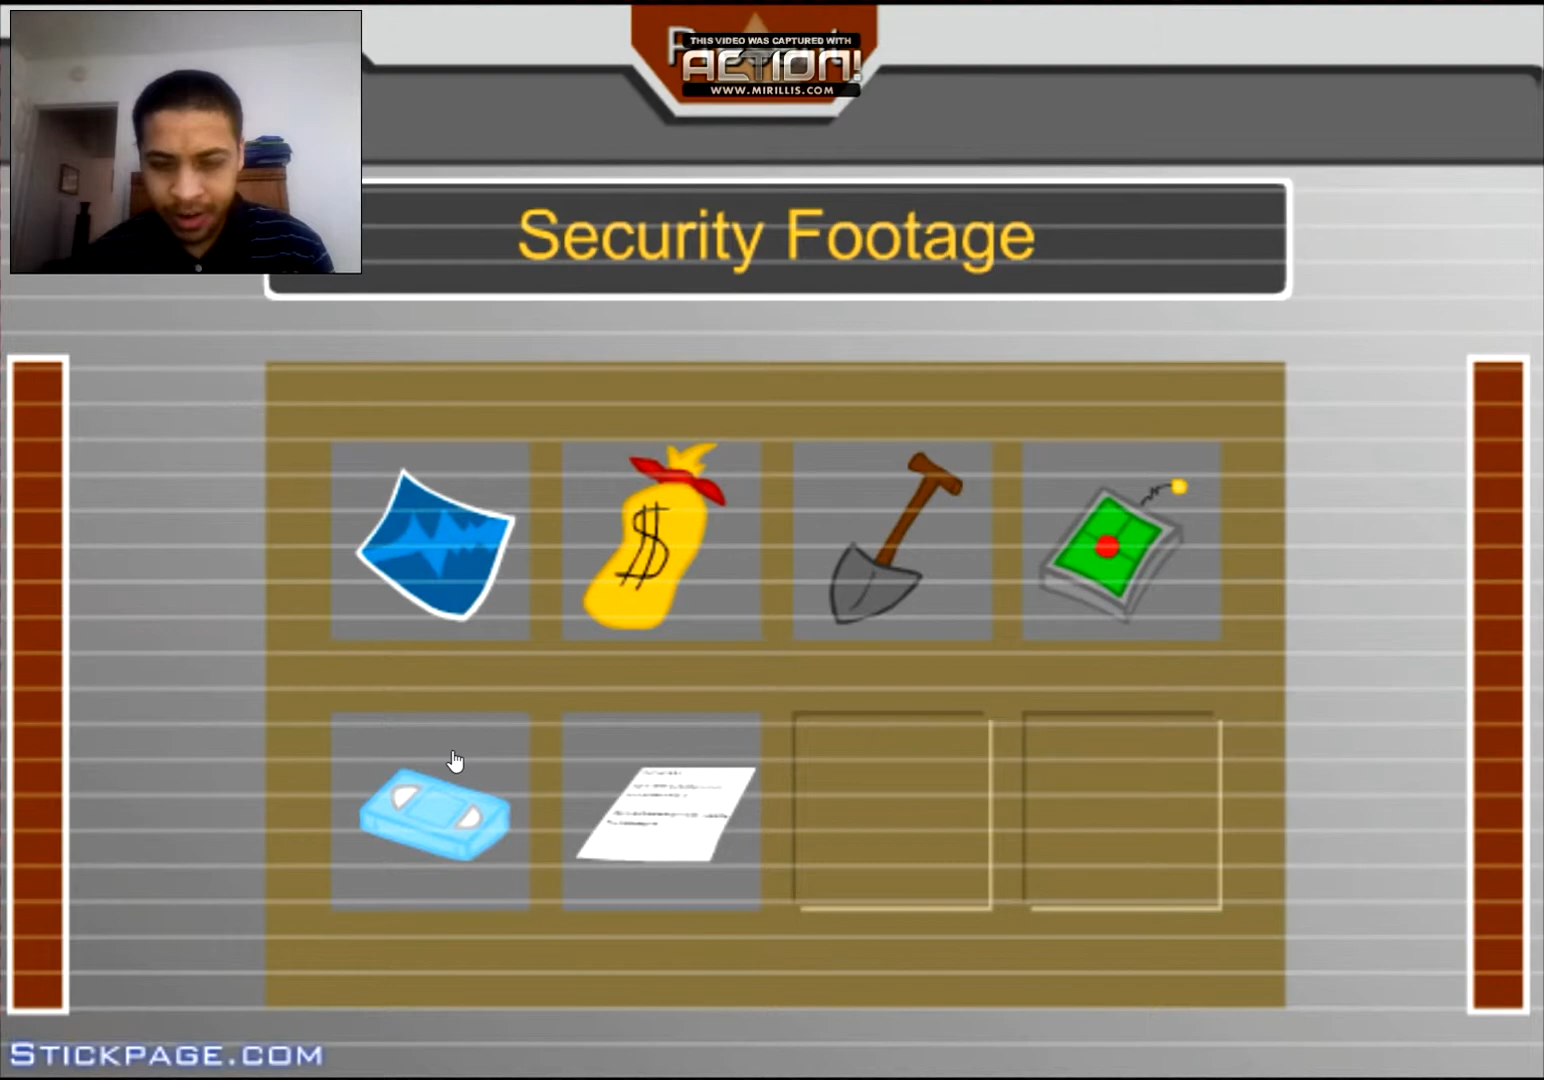 THIS VIDEO WAS CAPTURED WITH
ACTION!
WWW.MIRILLIS.COM
Security Footage
$
STICKPAGE.COM